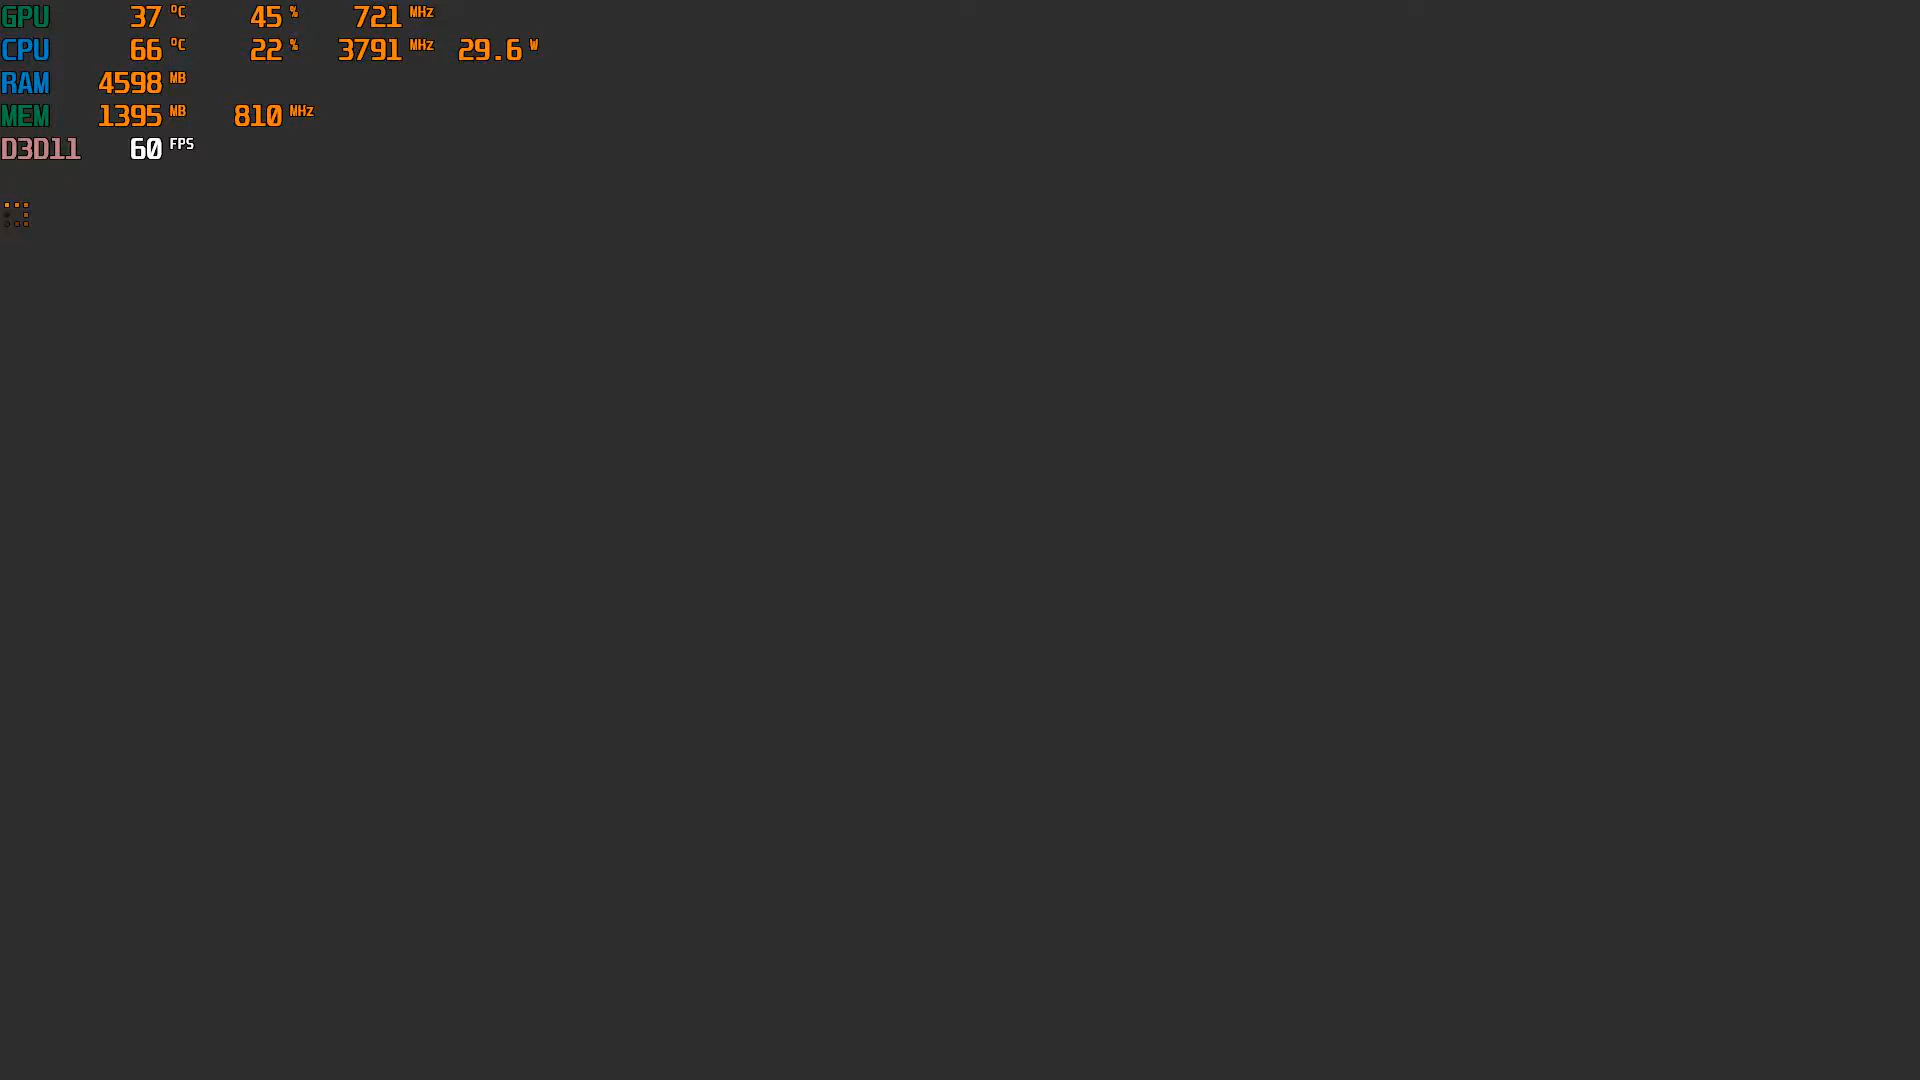 GPU 37 °C 45 % 721 MHz
CPU 66 °C 22 % 3791 MHz 29.6 W
RAM 4598 MB
MEM 1395 MB 810 MHz
D3D11 60 FPS